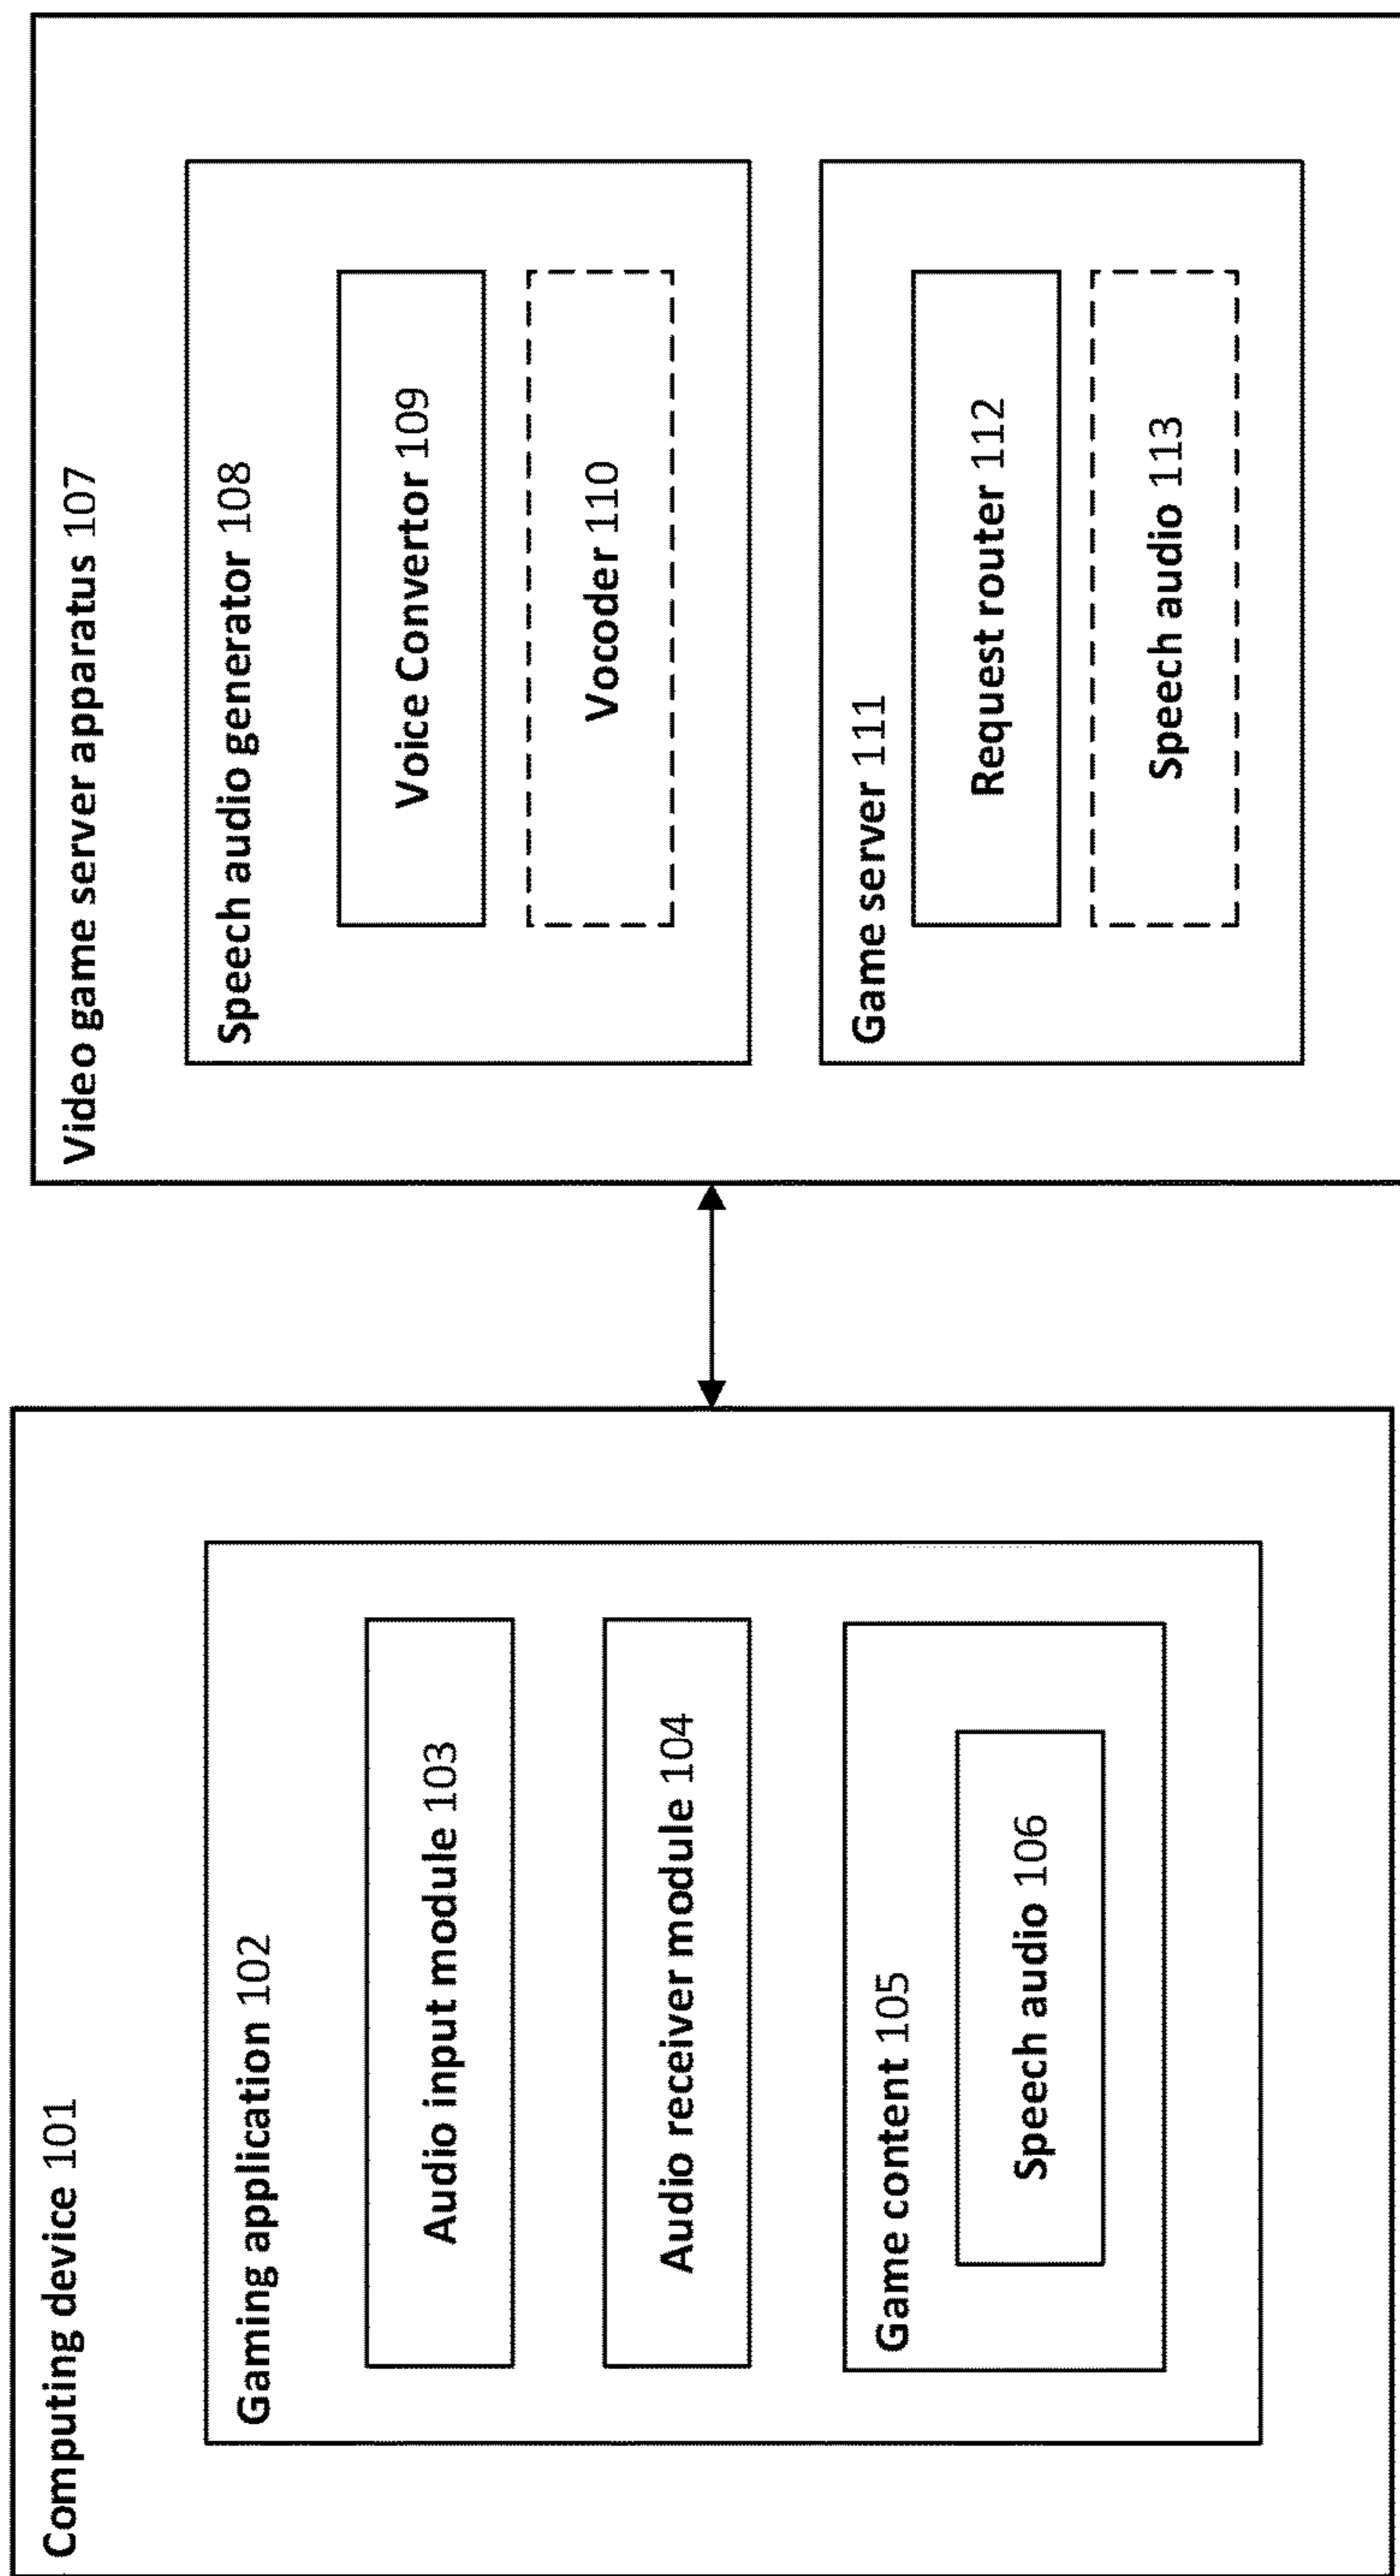 Computing device 101
Gaming application 102
Audio input module 103
Audio receiver module 104
Game content 105
Speech audio 106
Video game server apparatus 107
Speech audio generator 108
Voice Convertor 109
Vocoder 110
Game server 111
Request router 112
Speech audio 113